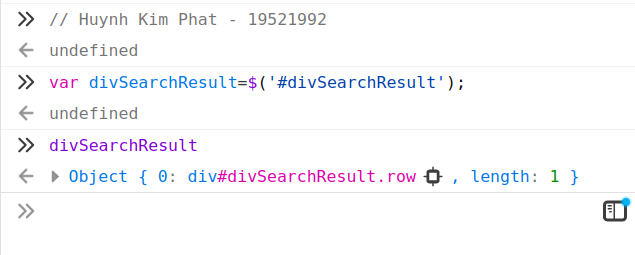 // Huynh Kim Phat - 19521992
undefined
var divSearchResult=$('#divSearchResult');
undefined
divSearchResult
Object { 0: div#divSearchResult.row , length: 1 }